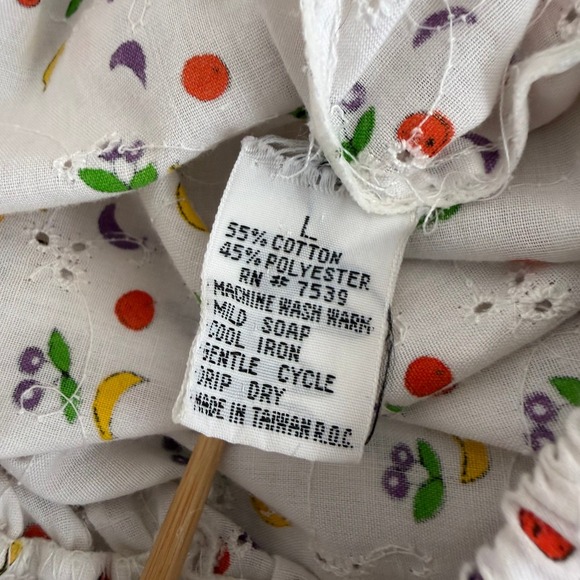 L
55% COTTON
45% POLYESTER
RN # 7539
MACHINE WASH WARM
MILD SOAP
COOL IRON
GENTLE CYCLE
DRIP DRY
MADE IN TAIWAN R.O.C.